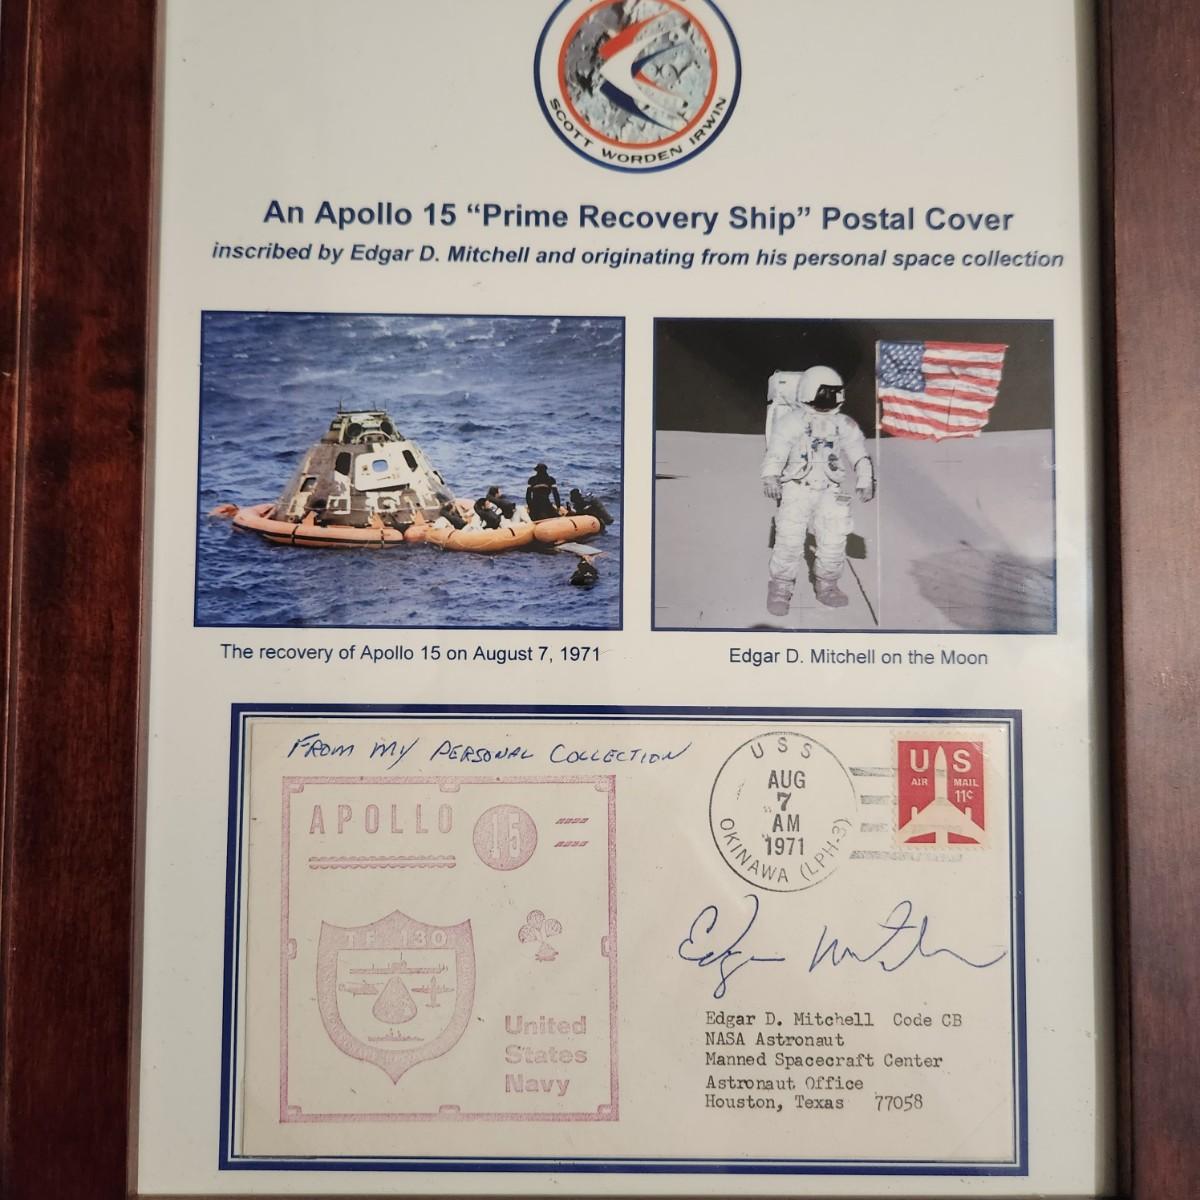 SCOTT WORDEN IRWIN
An Apollo 15 “Prime Recovery Ship” Postal Cover
inscribed by Edgar D. Mitchell and originating from his personal space collection
The recovery of Apollo 15 on August 7, 1971
Edgar D. Mitchell on the Moon
FROM MY PERSONAL COLLECTION
APOLLO 15
TF 130
United
States
Navy
USS
AUG
7
AM
1971
OKINAWA (LPH-3)
US
AIR MAIL
11¢
Edgar Mitchell
Edgar D. Mitchell Code CB
NASA Astronaut
Manned Spacecraft Center
Astronaut Office
Houston, Texas 77058